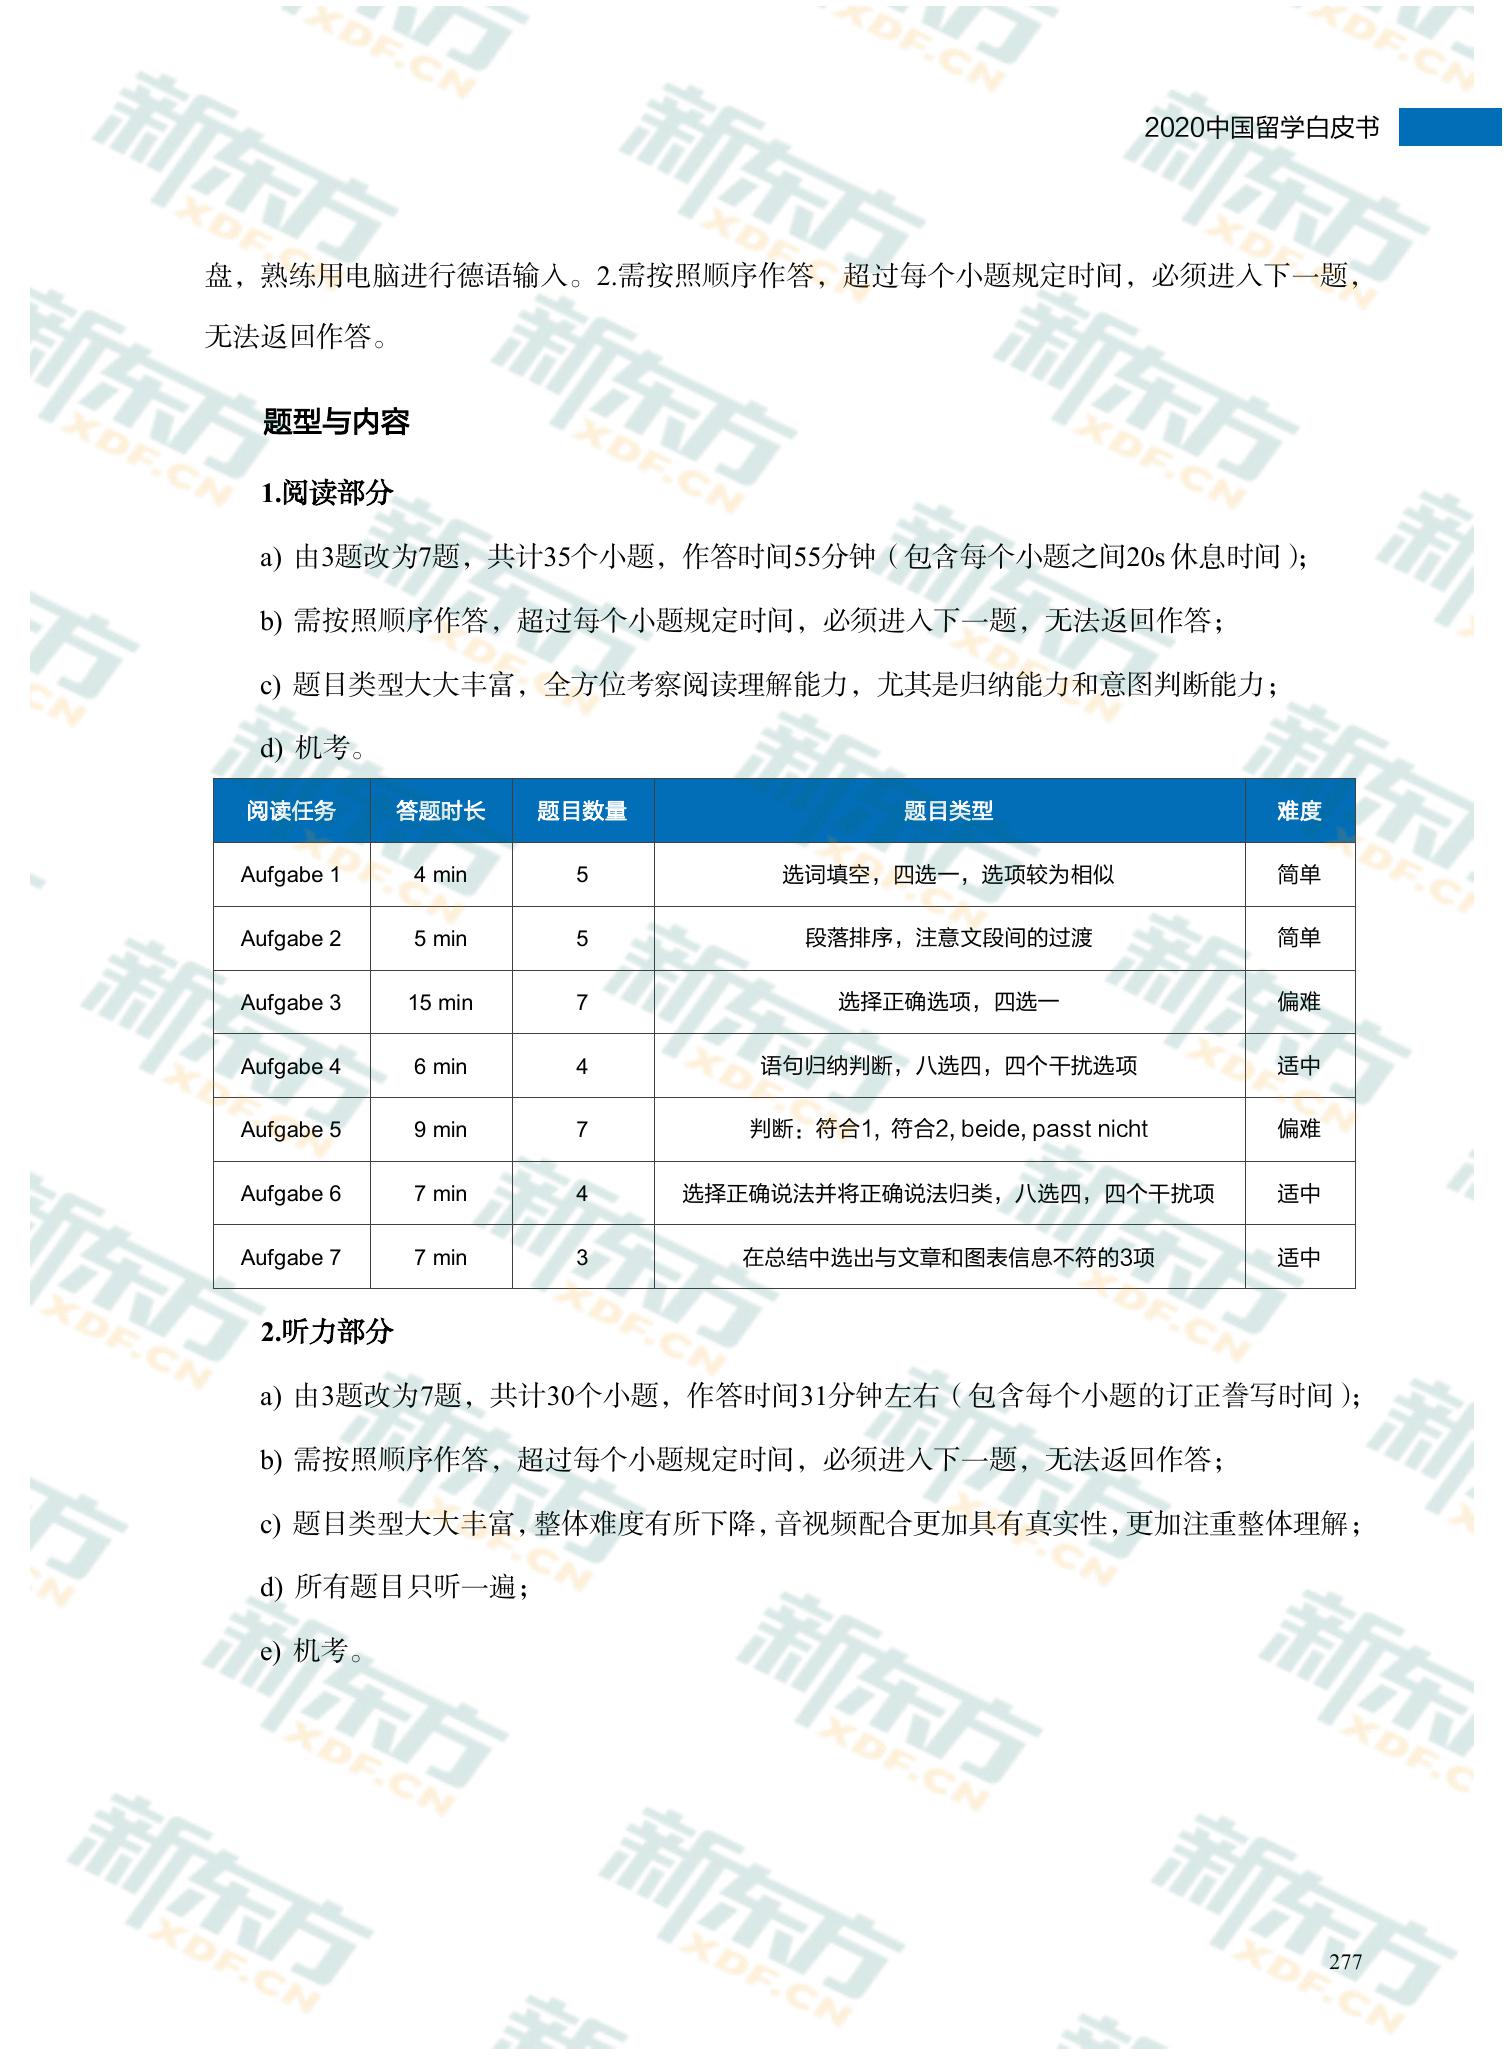 2020中国留学白皮书
盘，熟练用电脑进行德语输入。2.需按照顺序作答，超过每个小题规定时间，必须进入下一题，
无法返回作答。
题型与内容
1.阅读部分
a) 由3题改为7题，共计35个小题，作答时间55分钟（包含每个小题之间20s 休息时间）；
b) 需按照顺序作答，超过每个小题规定时间，必须进入下一题，无法返回作答；
c) 题目类型大大丰富，全方位考察阅读理解能力，尤其是归纳能力和意图判断能力；
d) 机考。
阅读任务 答题时长 题目数量 题目类型 难度
Aufgabe 1 4 min 5 选词填空，四选一，选项较为相似 简单
Aufgabe 2 5 min 5 段落排序，注意文段间的过渡 简单
Aufgabe 3 15 min 7 选择正确选项，四选一 偏难
Aufgabe 4 6 min 4 语句归纳判断，八选四，四个干扰选项 适中
Aufgabe 5 9 min 7 判断：符合1, 符合2, beide, passt nicht 偏难
Aufgabe 6 7 min 4 选择正确说法并将正确说法归类，八选四，四个干扰项 适中
Aufgabe 7 7 min 3 在总结中选出与文章和图表信息不符的3项 适中
2.听力部分
a) 由3题改为7题，共计30个小题，作答时间31分钟左右（包含每个小题的订正誊写时间）；
b) 需按照顺序作答，超过每个小题规定时间，必须进入下一题，无法返回作答；
c) 题目类型大大丰富，整体难度有所下降，音视频配合更加具有真实性，更加注重整体理解；
d) 所有题目只听一遍；
e) 机考。
277
新东方
XDF.CN